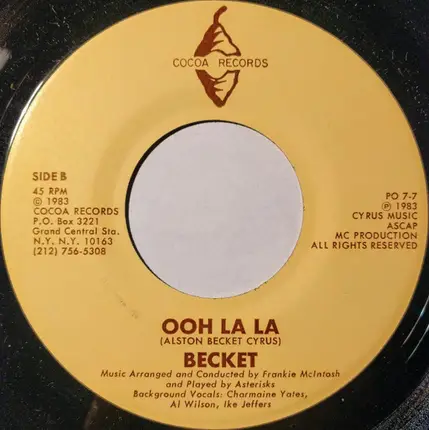 COCOA RECORDS
SIDE B
45 RPM
© 1983
COCOA RECORDS
P.O. BOX 3221
Grand Central Sta.
N.Y. N.Y. 10163
(212) 756-5308
PO 7-7
℗ 1983
CYRUS MUSIC
ASCAP
MC PRODUCTION
ALL RIGHTS RESERVED
OOH LA LA
(ALSTON BECKET CYRUS)
BECKET
Music Arranged and Conducted by Frankie McIntosh
and Played by Asterisks
Background Vocals: Charmaine Yates,
Al Wilson, Ike Jeffers